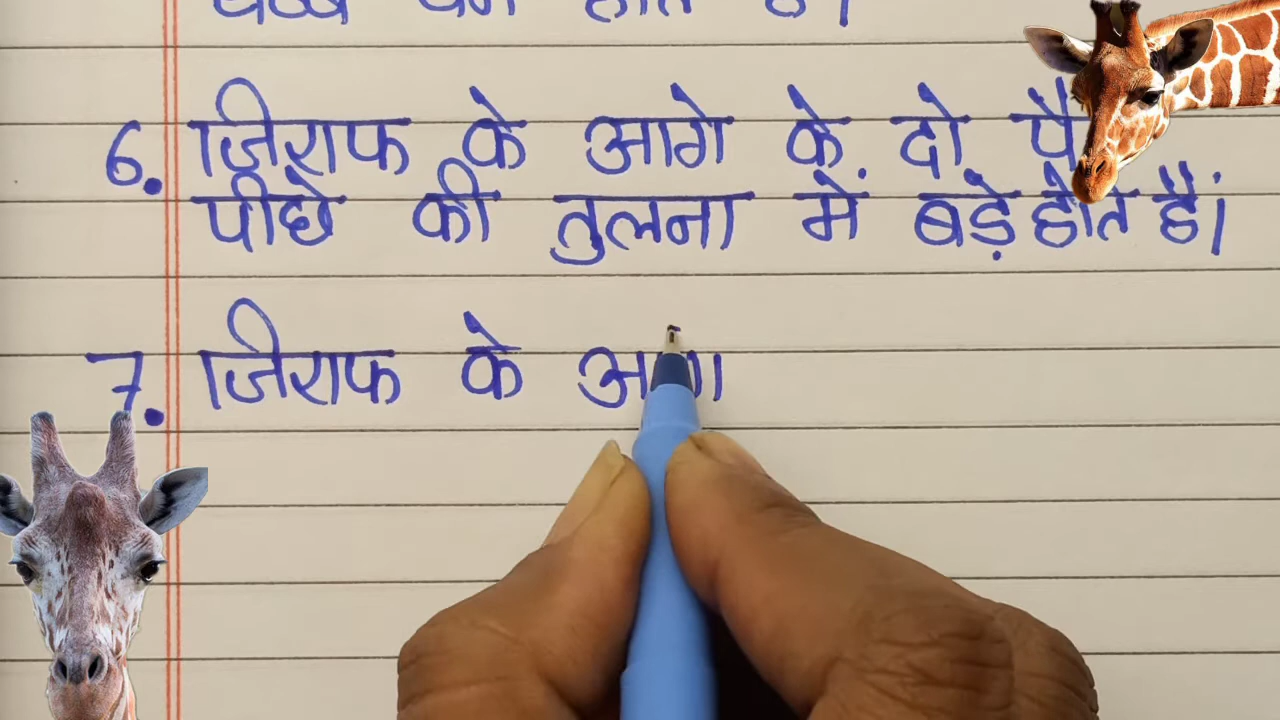 है।
6. जिराफ के आगे के दो
पीछे की तुलना में बड़े होते हैं।
7. जिराफ के